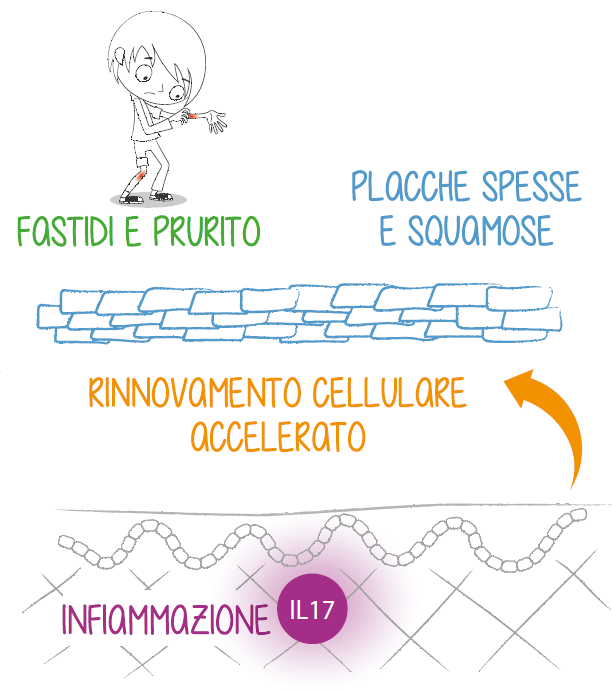 FASTIDI E PRURITO
PLACCHE SPESSE
E SQUAMOSE
RINNOVAMENTO CELLULARE
ACCELERATO
INFIAMMAZIONE
IL17